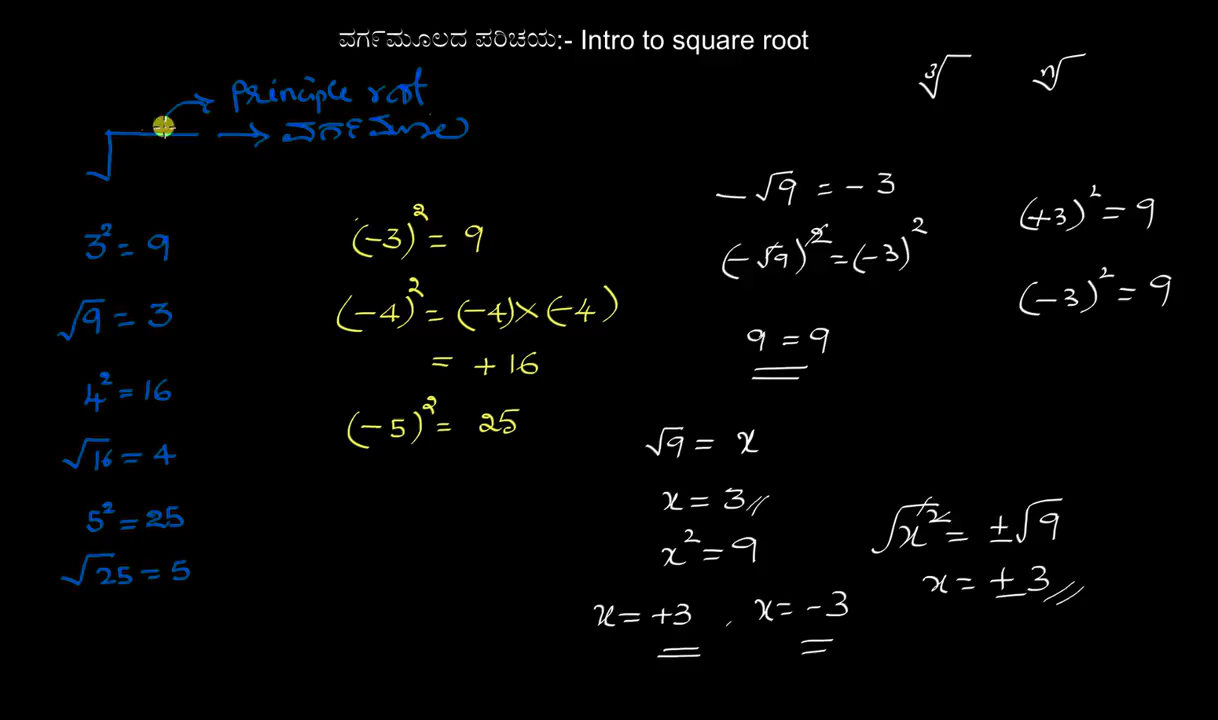 ವರ್ಗಮೂಲದ ಪರಿಚಯ:- Intro to square root
∛ ⁿ√
√ → Principle root
→ ವರ್ಗಮೂಲ
3² = 9
√9 = 3
4² = 16
√16 = 4
5² = 25
√25 = 5
(-3)² = 9
(-4)² = (-4) × (-4)
= +16
(-5)² = 25
-√9 = -3
(-√9)² = (-3)²
9 = 9
(+3)² = 9
(-3)² = 9
√9 = x
x = 3
x² = 9
x = +3 , x = -3
√x² = ±√9
x = ±3